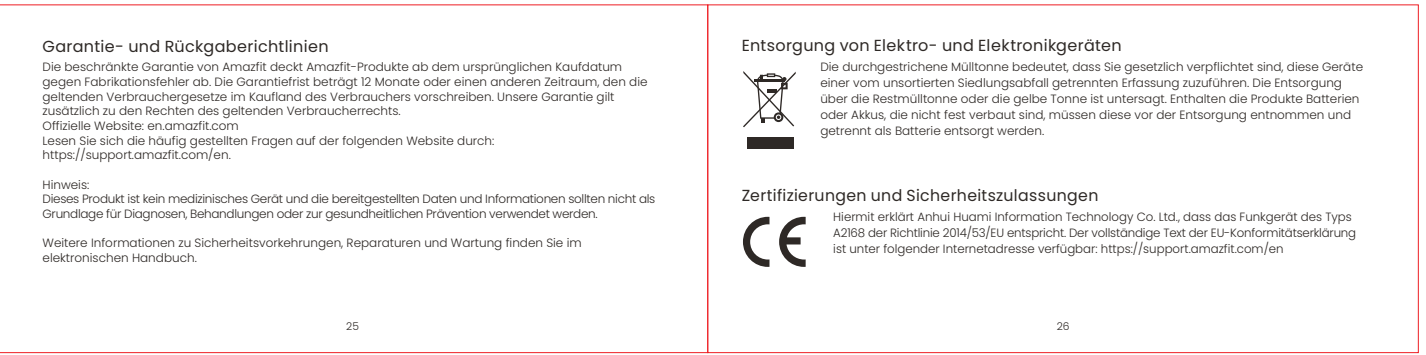 Garantie- und Rückgaberichtlinien
Die beschränkte Garantie von Amazfit deckt Amazfit-Produkte ab dem ursprünglichen Kaufdatum
gegen Fabrikationsfehler ab. Die Garantiefrist beträgt 12 Monate oder einen anderen Zeitraum, den die
geltenden Verbrauchergesetze im Kaufland des Verbrauchers vorschreiben. Unsere Garantie gilt
zusätzlich zu den Rechten des geltenden Verbraucherrechts.
Offizielle Website: en.amazfit.com
Lesen Sie sich die häufig gestellten Fragen auf der folgenden Website durch:
https://support.amazfit.com/en.
Hinweis:
Dieses Produkt ist kein medizinisches Gerät und die bereitgestellten Daten und Informationen sollten nicht als
Grundlage für Diagnosen, Behandlungen oder zur gesundheitlichen Prävention verwendet werden.
Weitere Informationen zu Sicherheitsvorkehrungen, Reparaturen und Wartung finden Sie im
elektronischen Handbuch.
25
Entsorgung von Elektro- und Elektronikgeräten
Die durchgestrichene Mülltonne bedeutet, dass Sie gesetzlich verpflichtet sind, diese Geräte
einer vom unsortierten Siedlungsabfall getrennten Erfassung zuzuführen. Die Entsorgung
über die Restmülltonne oder die gelbe Tonne ist untersagt. Enthalten die Produkte Batterien
oder Akkus, die nicht fest verbaut sind, müssen diese vor der Entsorgung entnommen und
getrennt als Batterie entsorgt werden.
Zertifizierungen und Sicherheitszulassungen
CE
Hiermit erklärt Anhui Huami Information Technology Co. Ltd., dass das Funkgerät des Typs
A2168 der Richtlinie 2014/53/EU entspricht. Der vollständige Text der EU-Konformitätserklärung
ist unter folgender Internetadresse verfügbar: https://support.amazfit.com/en
26